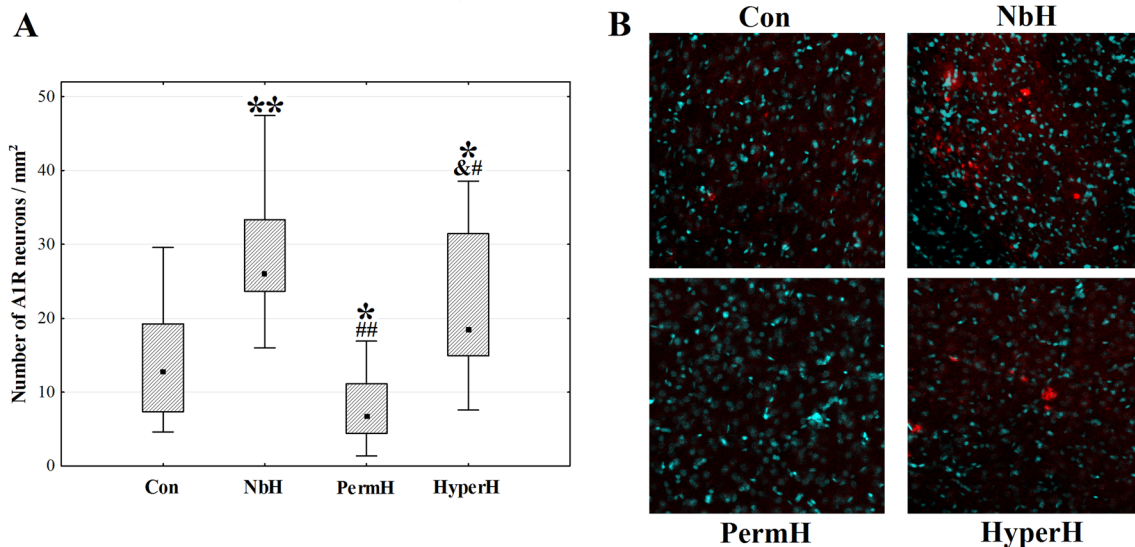 A
Number of A1R neurons / mm²
50
40
30
20
10
0
**
*
##
*
&#
Con
NbH
PermH
HyperH
B
Con
NbH
PermH
HyperH